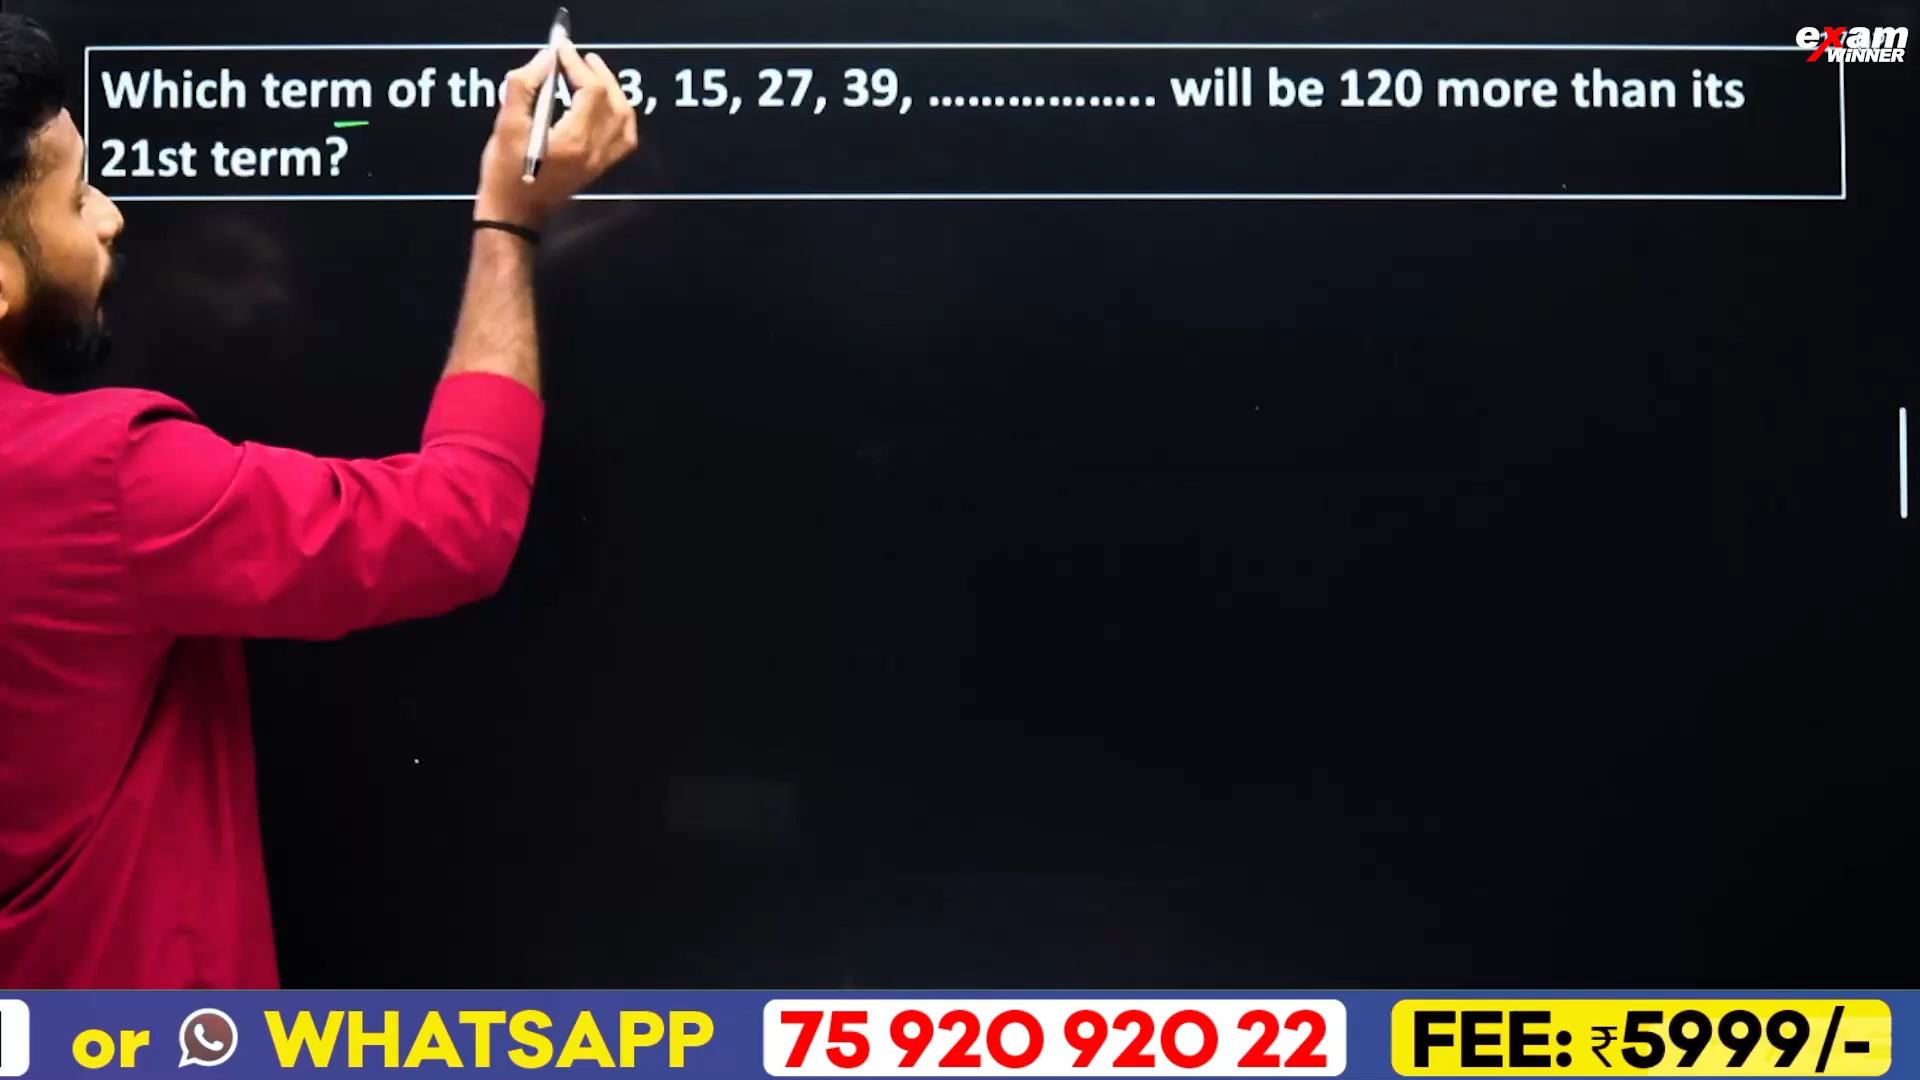 exam
WiNNER
Which term of the 3, 15, 27, 39, ................. will be 120 more than its
21st term?
or WHATSAPP 75 920 920 22 FEE: ₹5999/-